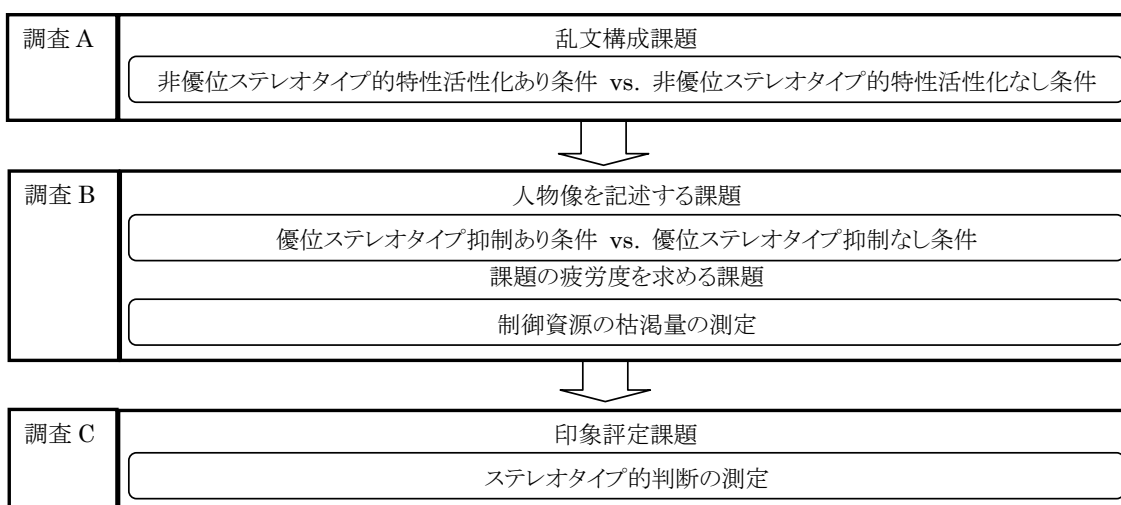 調査 A
乱文構成課題
非優位ステレオタイプ的特性活性化あり条件 vs. 非優位ステレオタイプ的特性活性化なし条件
調査 B
人物像を記述する課題
優位ステレオタイプ抑制あり条件 vs. 優位ステレオタイプ抑制なし条件
課題の疲労度を求める課題
制御資源の枯渇量の測定
調査 C
印象評定課題
ステレオタイプ的判断の測定